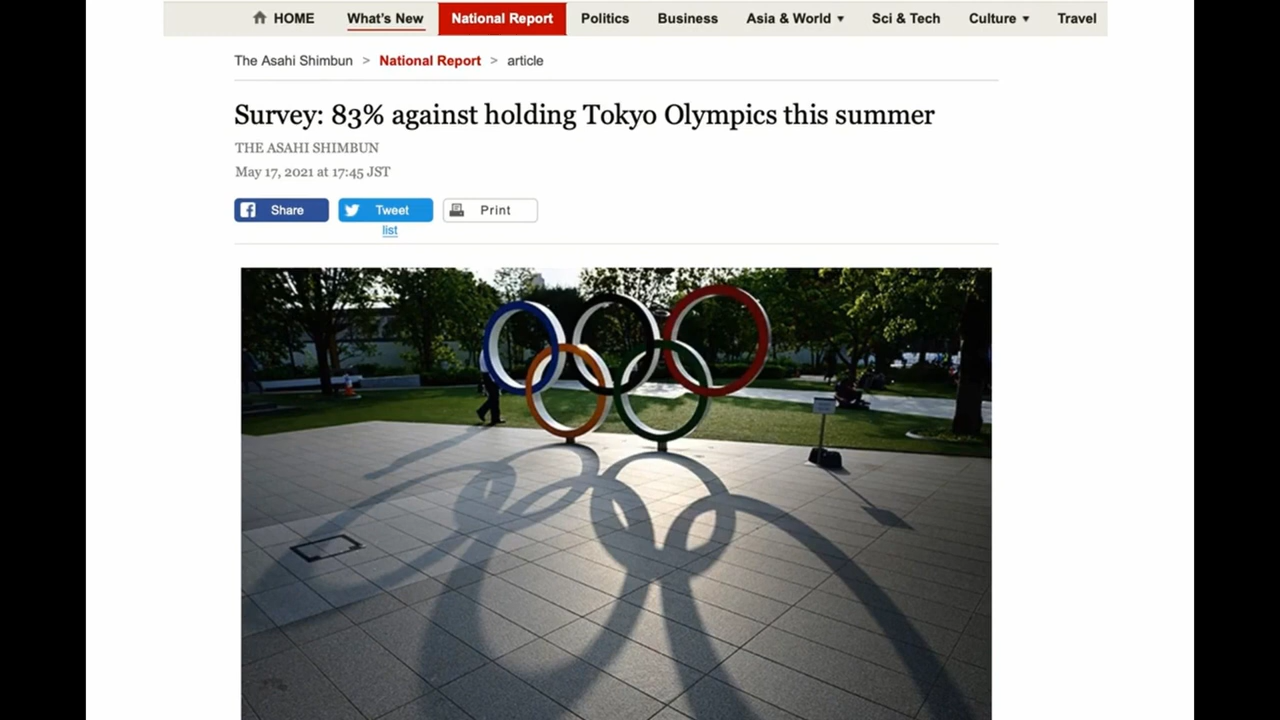 HOME What's New National Report Politics Business Asia & World ▼ Sci & Tech Culture ▼ Travel
The Asahi Shimbun > National Report > article
Survey: 83% against holding Tokyo Olympics this summer
THE ASAHI SHIMBUN
May 17, 2021 at 17:45 JST
Share Tweet Print
list